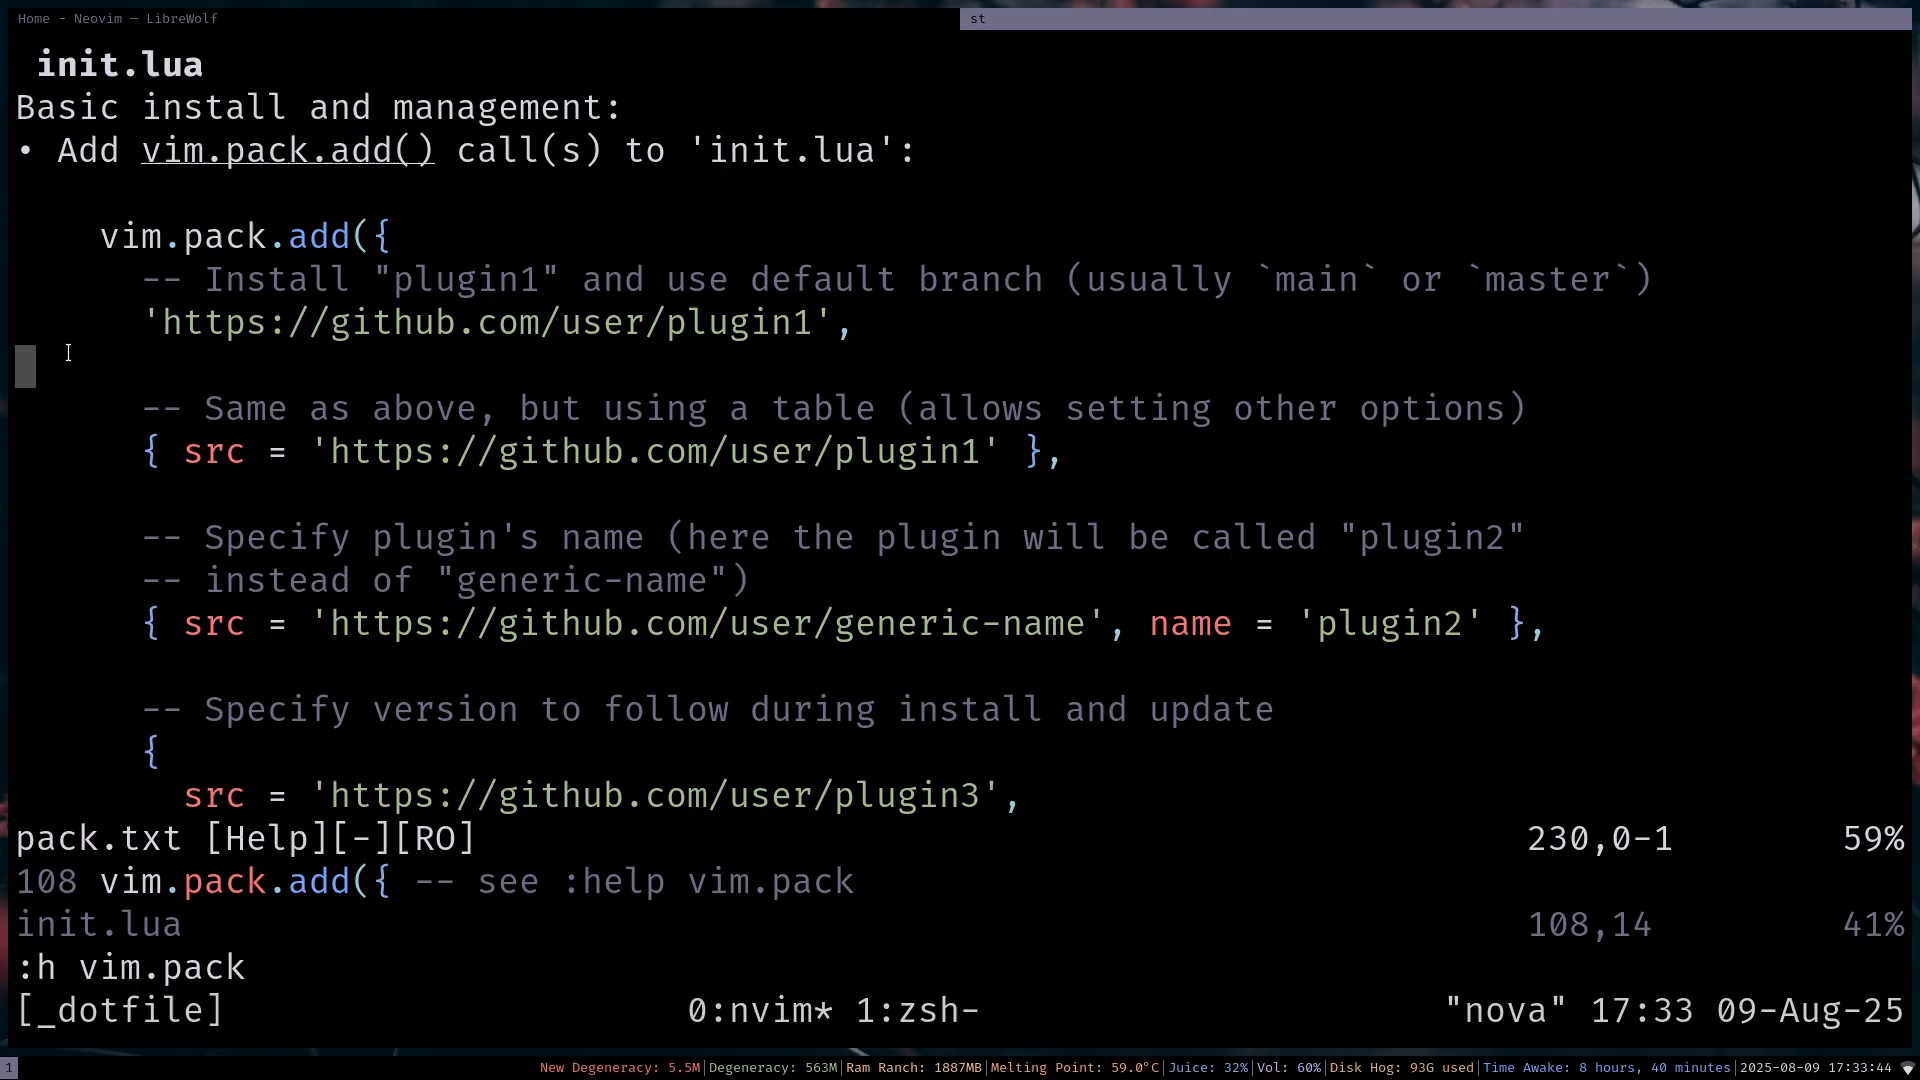 Home - Neovim — LibreWolf
st
init.lua
Basic install and management:
• Add vim.pack.add() call(s) to 'init.lua':
vim.pack.add({
-- Install "plugin1" and use default branch (usually `main` or `master`)
'https://github.com/user/plugin1',
-- Same as above, but using a table (allows setting other options)
{ src = 'https://github.com/user/plugin1' },
-- Specify plugin's name (here the plugin will be called "plugin2"
-- instead of "generic-name")
{ src = 'https://github.com/user/generic-name', name = 'plugin2' },
-- Specify version to follow during install and update
{
src = 'https://github.com/user/plugin3',
pack.txt [Help][-][RO] 230,0-1 59%
108 vim.pack.add({ -- see :help vim.pack
init.lua 108,14 41%
:h vim.pack
[_dotfile] 0:nvim* 1:zsh- "nova" 17:33 09-Aug-25
1 New Degeneracy: 5.5M|Degeneracy: 563M|Ram Ranch: 1887MB|Melting Point: 59.0°C|Juice: 32%|Vol: 60%|Disk Hog: 93G used|Time Awake: 8 hours, 40 minutes|2025-08-09 17:33:44